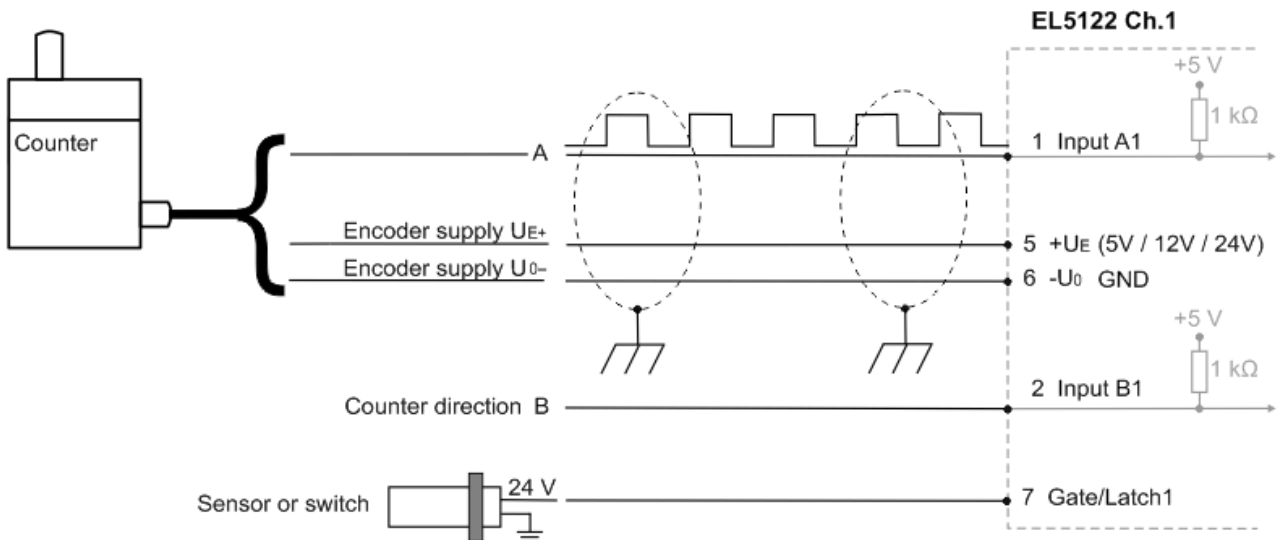 EL5122 Ch.1
+5 V
1 kΩ
Counter
A
1 Input A1
Encoder supply UE+
5 +UE (5V / 12V / 24V)
Encoder supply U0–
6 -U0 GND
+5 V
1 kΩ
Counter direction B
2 Input B1
Sensor or switch
24 V
7 Gate/Latch1